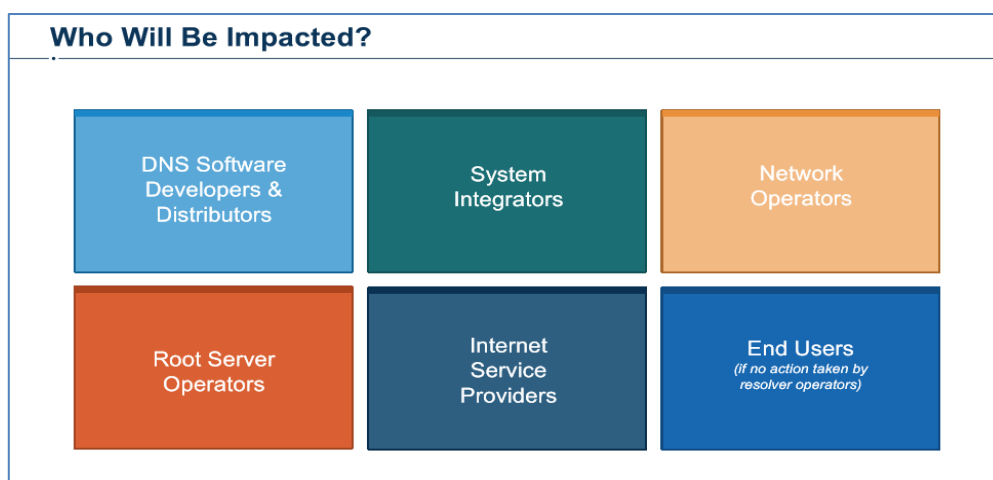 Who Will Be Impacted?
DNS Software
Developers &
Distributors
System
Integrators
Network
Operators
Root Server
Operators
Internet
Service
Providers
End Users
(if no action taken by
resolver operators)